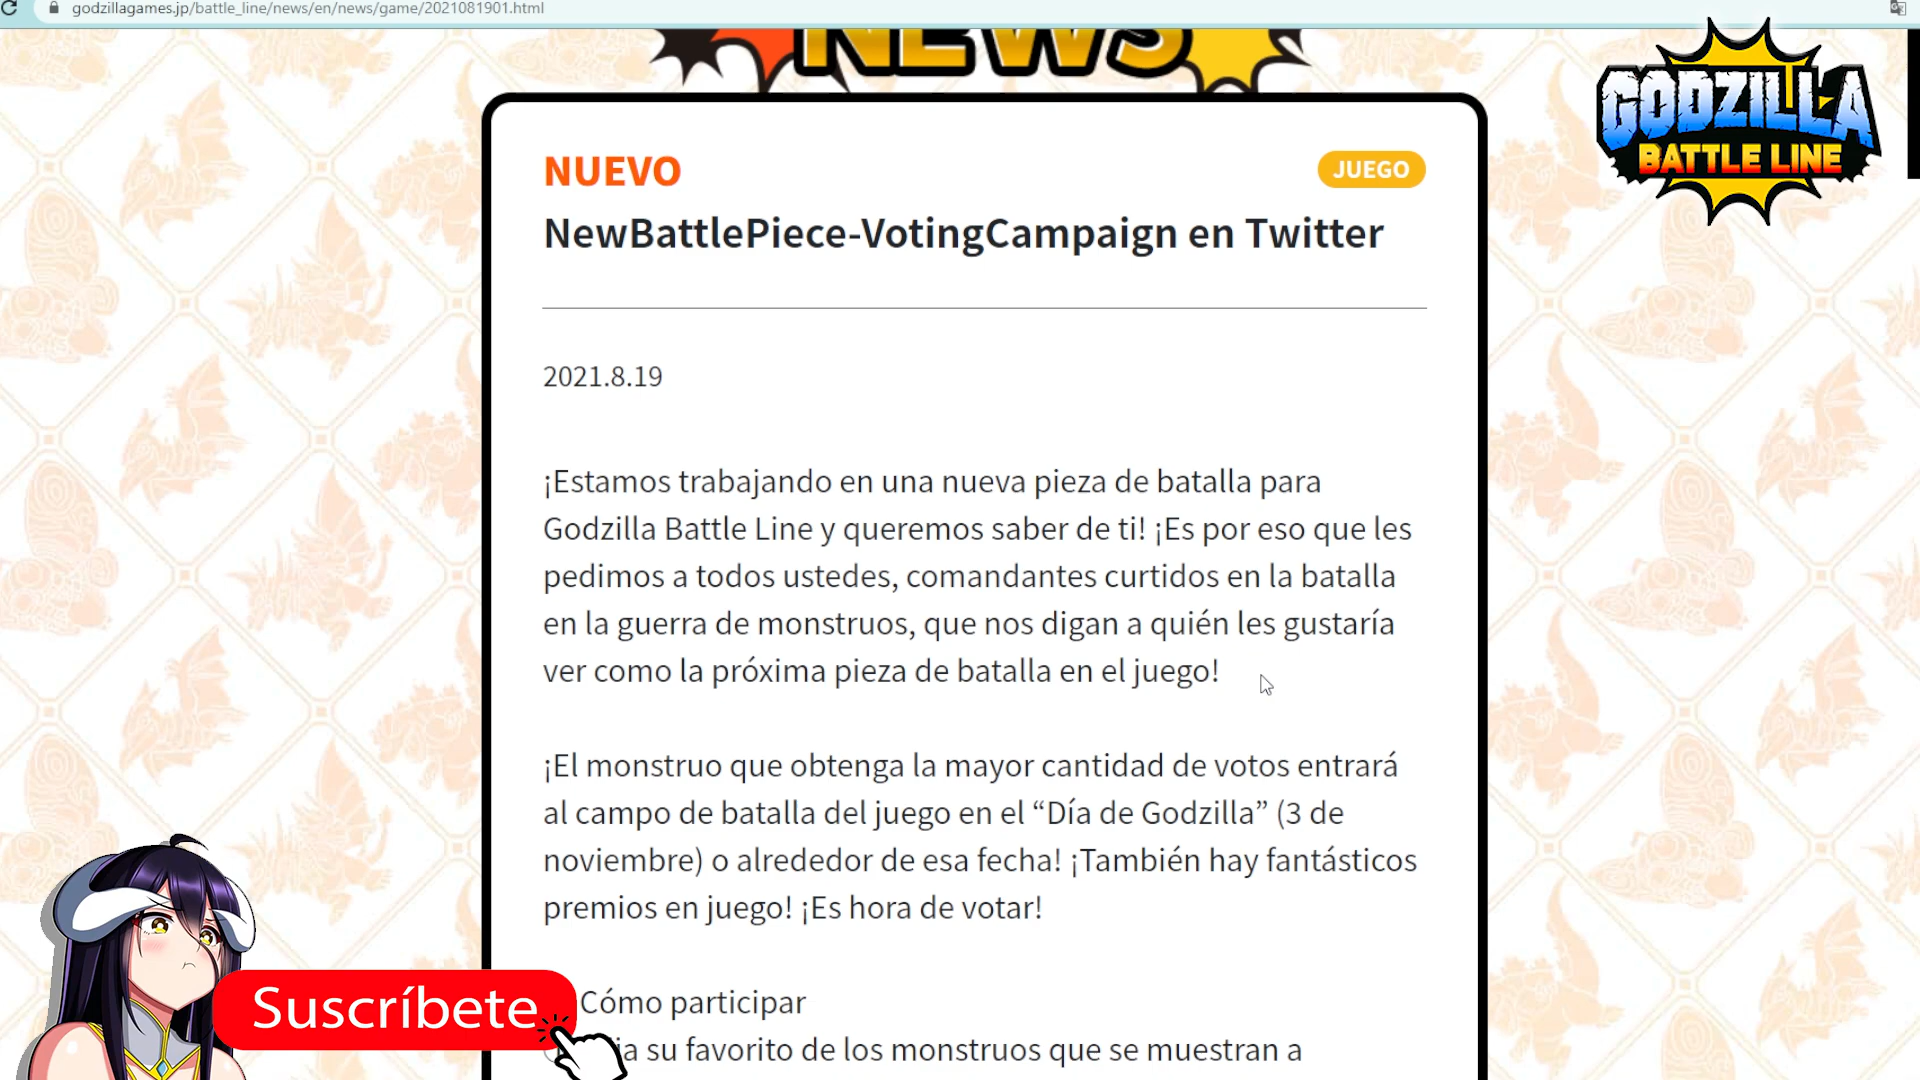 godzillagames.jp/battle_line/news/en/news/game/2021081901.html
NEWS
GODZILLA
BATTLE LINE
NUEVO
JUEGO
NewBattlePiece-VotingCampaign en Twitter
2021.8.19
¡Estamos trabajando en una nueva pieza de batalla para
Godzilla Battle Line y queremos saber de ti! ¡Es por eso que les
pedimos a todos ustedes, comandantes curtidos en la batalla
en la guerra de monstruos, que nos digan a quién les gustaría
ver como la próxima pieza de batalla en el juego!
¡El monstruo que obtenga la mayor cantidad de votos entrará
al campo de batalla del juego en el “Día de Godzilla” (3 de
noviembre) o alrededor de esa fecha! ¡También hay fantásticos
premios en juego! ¡Es hora de votar!
Cómo participar
su favorito de los monstruos que se muestran a
Suscríbete